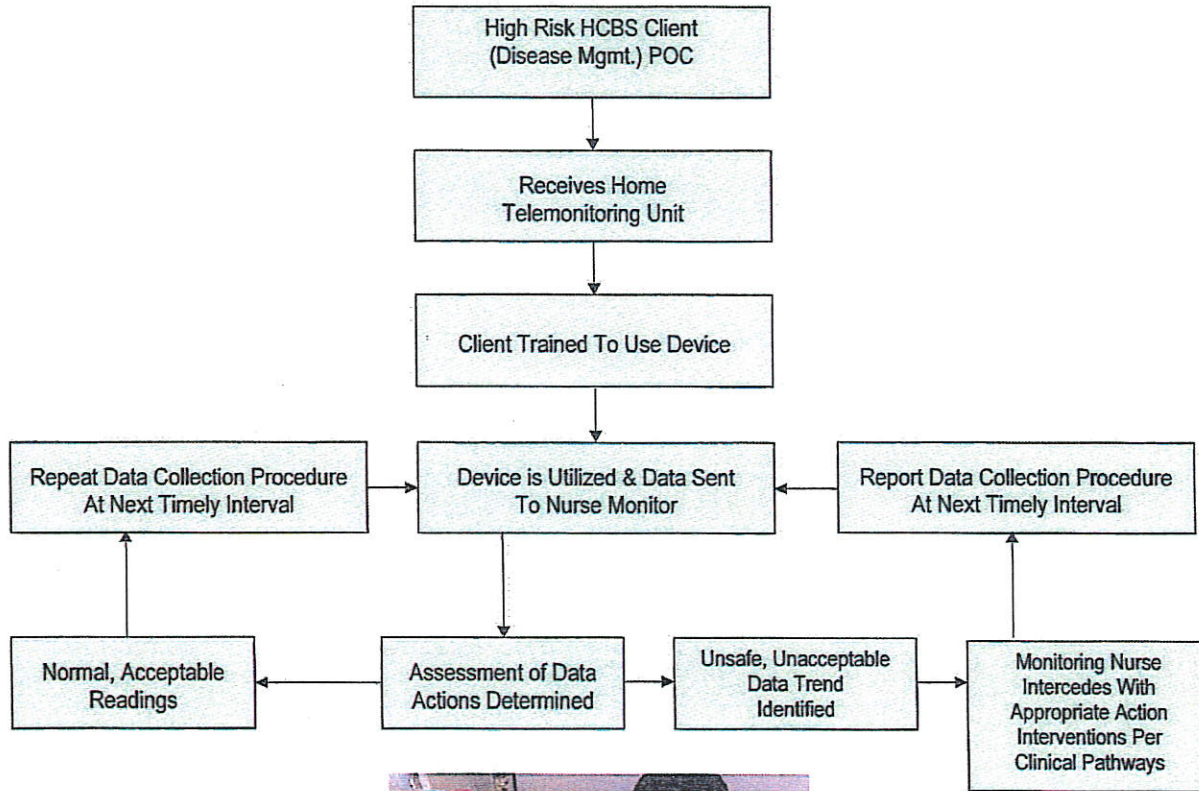 High Risk HCBS Client
(Disease Mgmt.) POC
Receives Home
Telemonitoring Unit
Client Trained To Use Device
Repeat Data Collection Procedure
At Next Timely Interval
Device is Utilized & Data Sent
To Nurse Monitor
Report Data Collection Procedure
At Next Timely Interval
Normal, Acceptable
Readings
Assessment of Data
Actions Determined
Unsafe, Unacceptable
Data Trend
Identified
Monitoring Nurse
Intercedes With
Appropriate Action
Interventions Per
Clinical Pathways